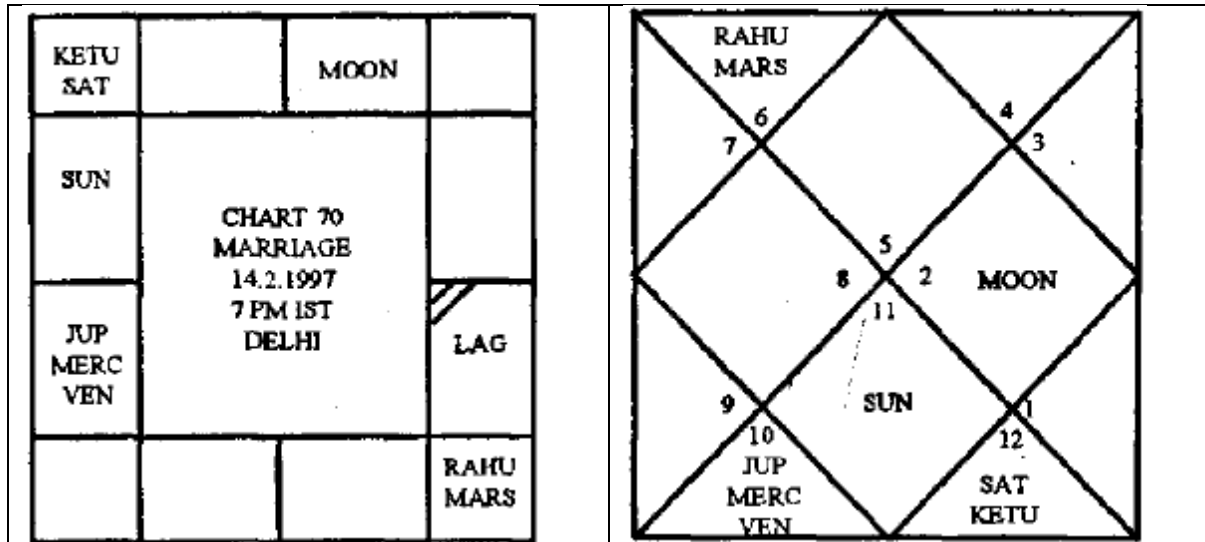 KETU
SAT
MOON
SUN
CHART 70
MARRIAGE
14.2.1997
7 PM IST
DELHI
JUP
MERC
VEN
LAG
RAHU
MARS
RAHU
MARS
6
7
4
3
5
8
2
11
MOON
SUN
9
10
JUP
MERC
VEN
1
12
SAT
KETU